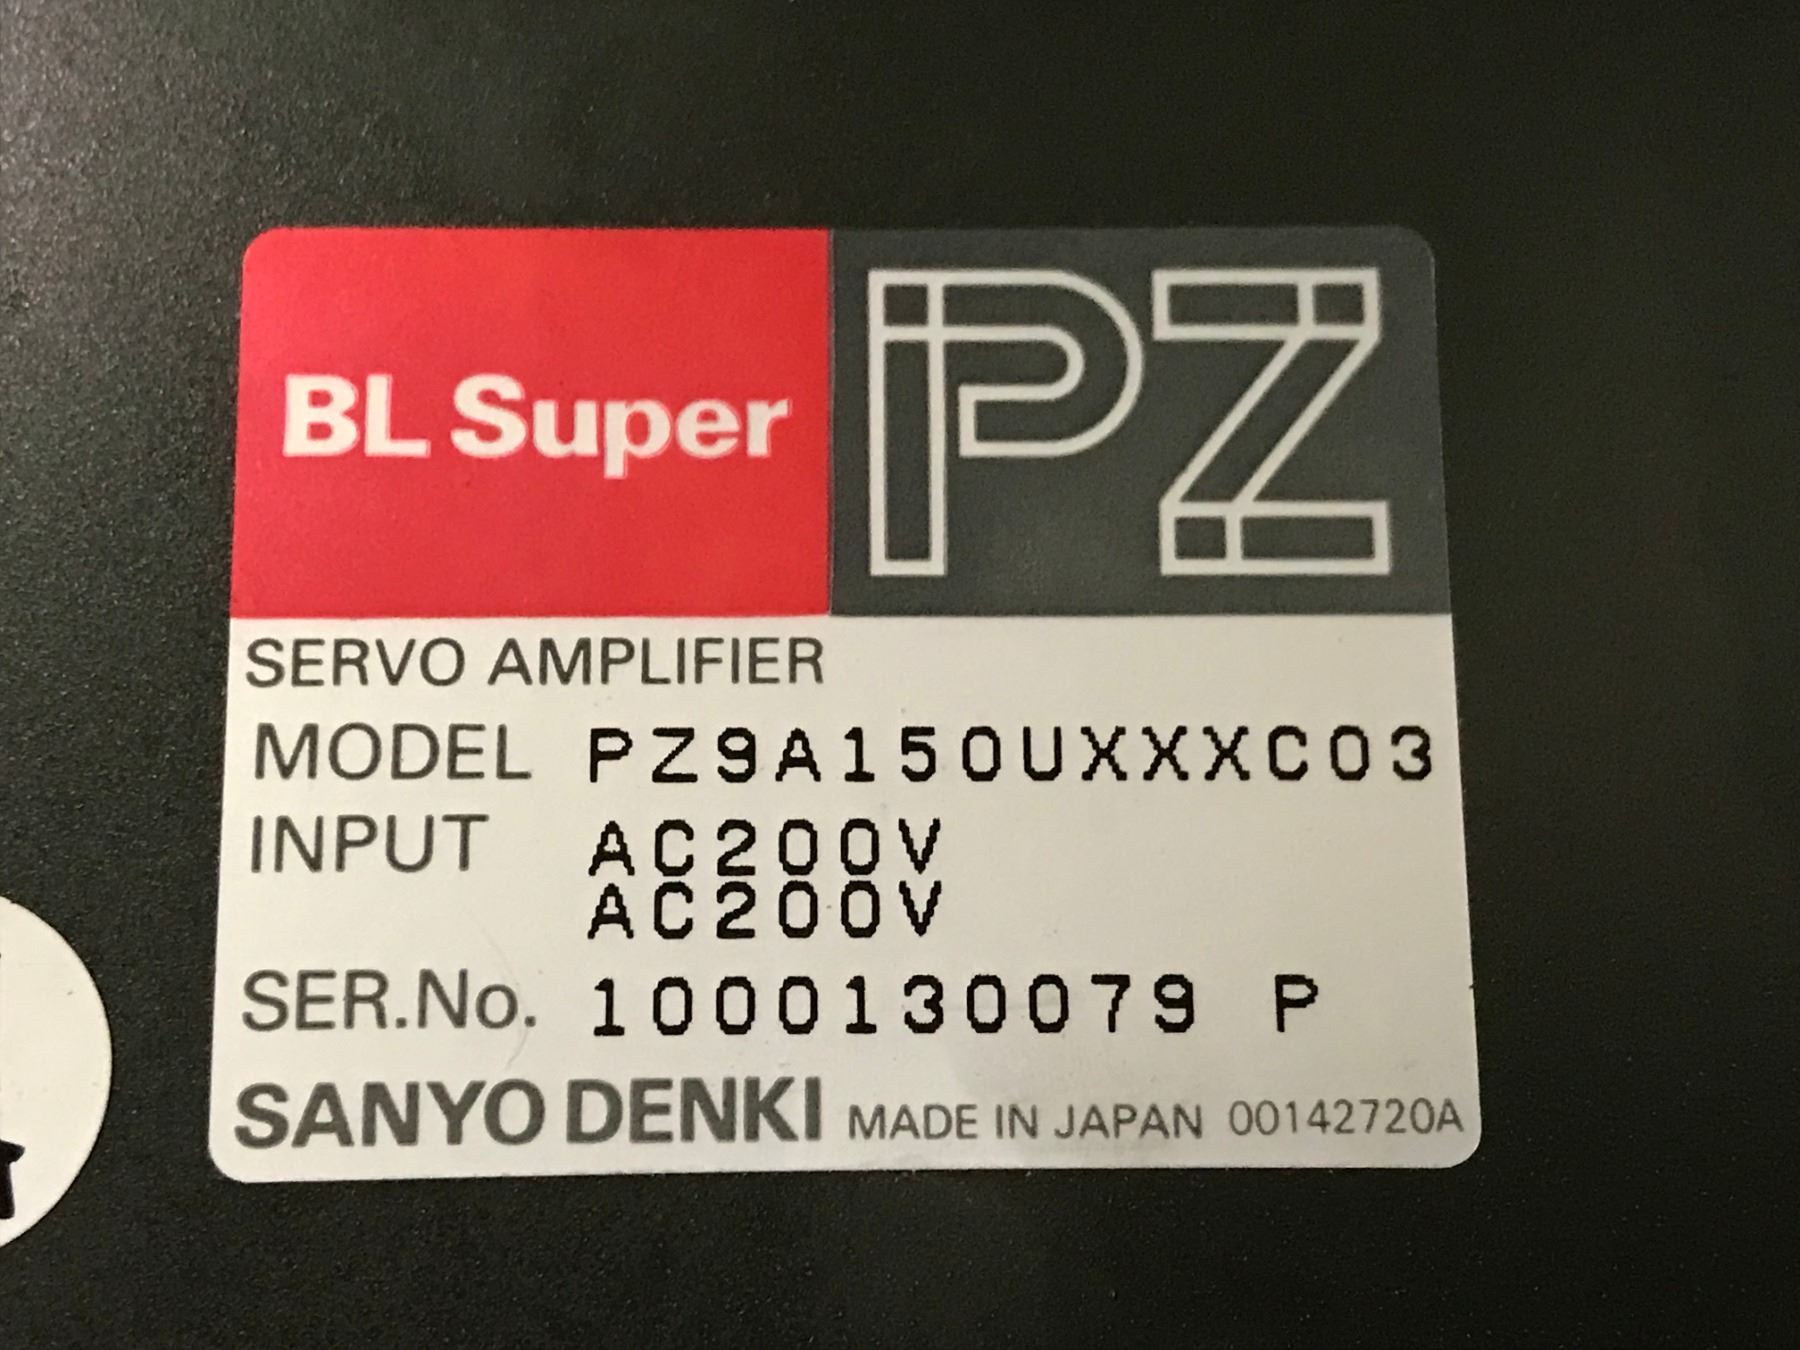 BL Super PZ
SERVO AMPLIFIER
MODEL PZ9A150UXXXC03
INPUT AC200V
AC200V
SER.No. 1000130079 P
SANYO DENKI MADE IN JAPAN 00142720A